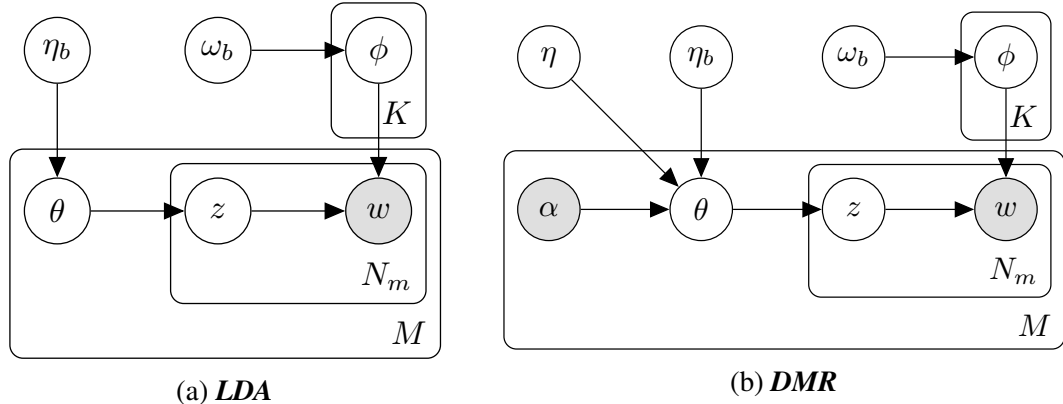 η_b ω_b φ η η_b ω_b φ
K K
θ z w α θ z w
N_m N_m
M M
(a) LDA (b) DMR